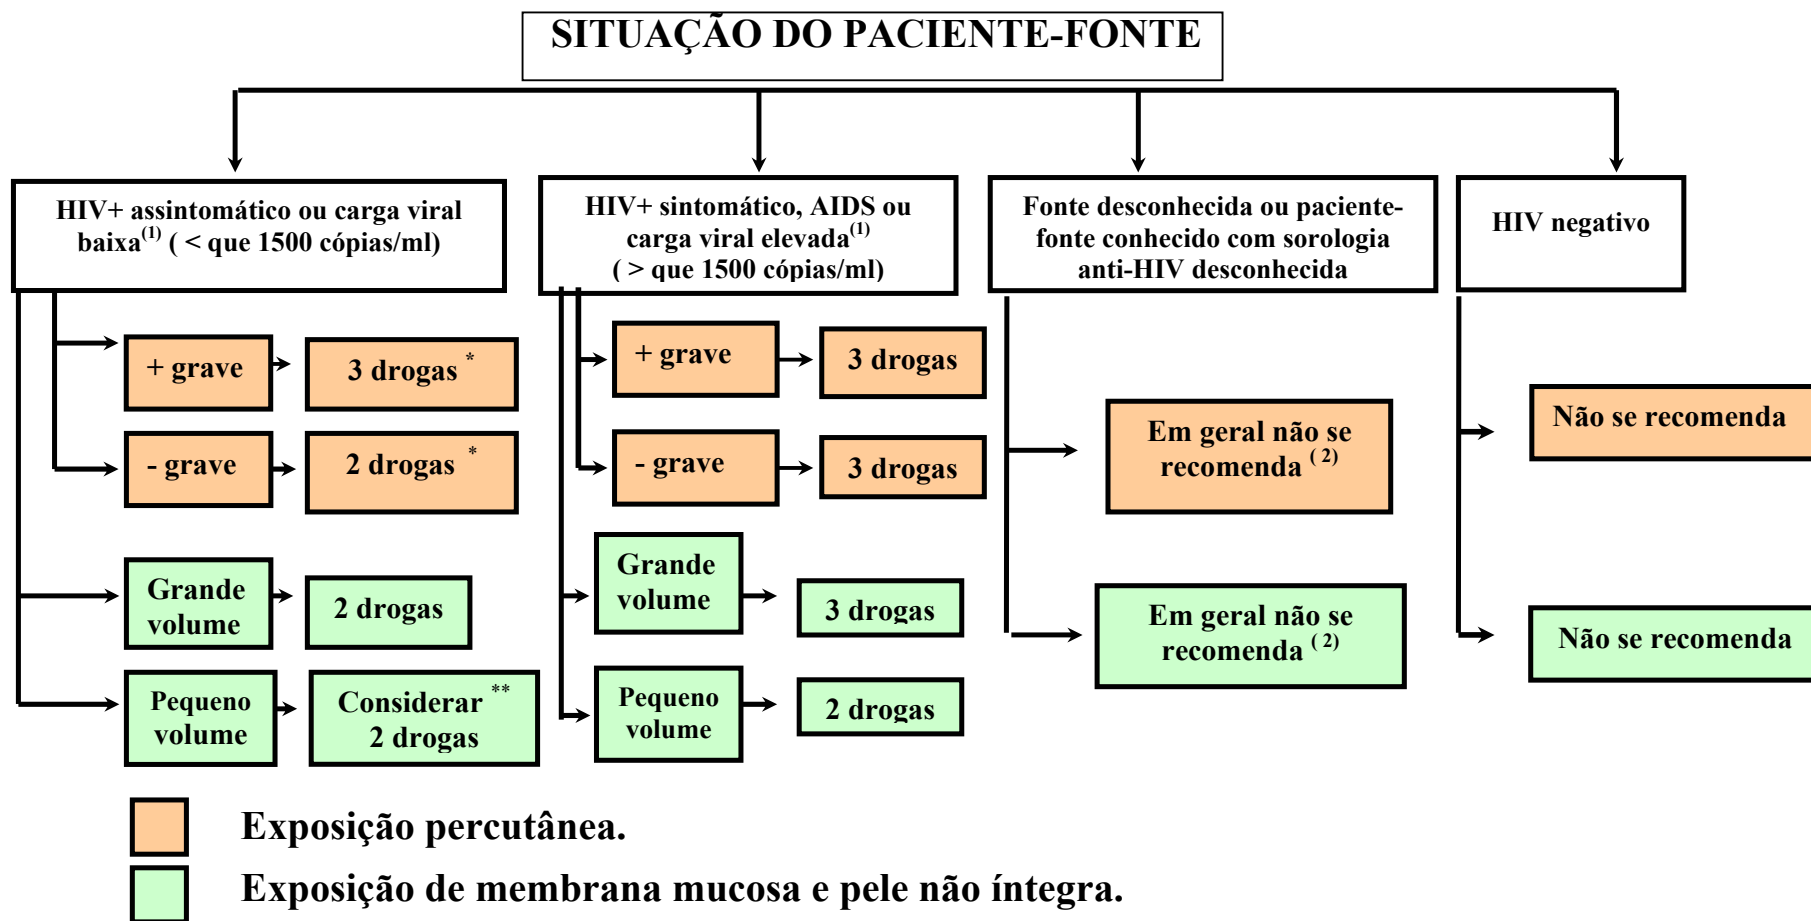 SITUAÇÃO DO PACIENTE-FONTE
HIV+ assintomático ou carga viral
baixa(1) ( < que 1500 cópias/ml)
HIV+ sintomático, AIDS ou
carga viral elevada(1)
( > que 1500 cópias/ml)
Fonte desconhecida ou paciente-
fonte conhecido com sorologia
anti-HIV desconhecida
HIV negativo
+ grave
3 drogas *
- grave
2 drogas *
Grande
volume
2 drogas
Pequeno
volume
Considerar **
2 drogas
+ grave
3 drogas
- grave
3 drogas
Grande
volume
3 drogas
Pequeno
volume
2 drogas
Em geral não se
recomenda ( 2)
Em geral não se
recomenda ( 2)
Não se recomenda
Não se recomenda
Exposição percutânea.
Exposição de membrana mucosa e pele não íntegra.